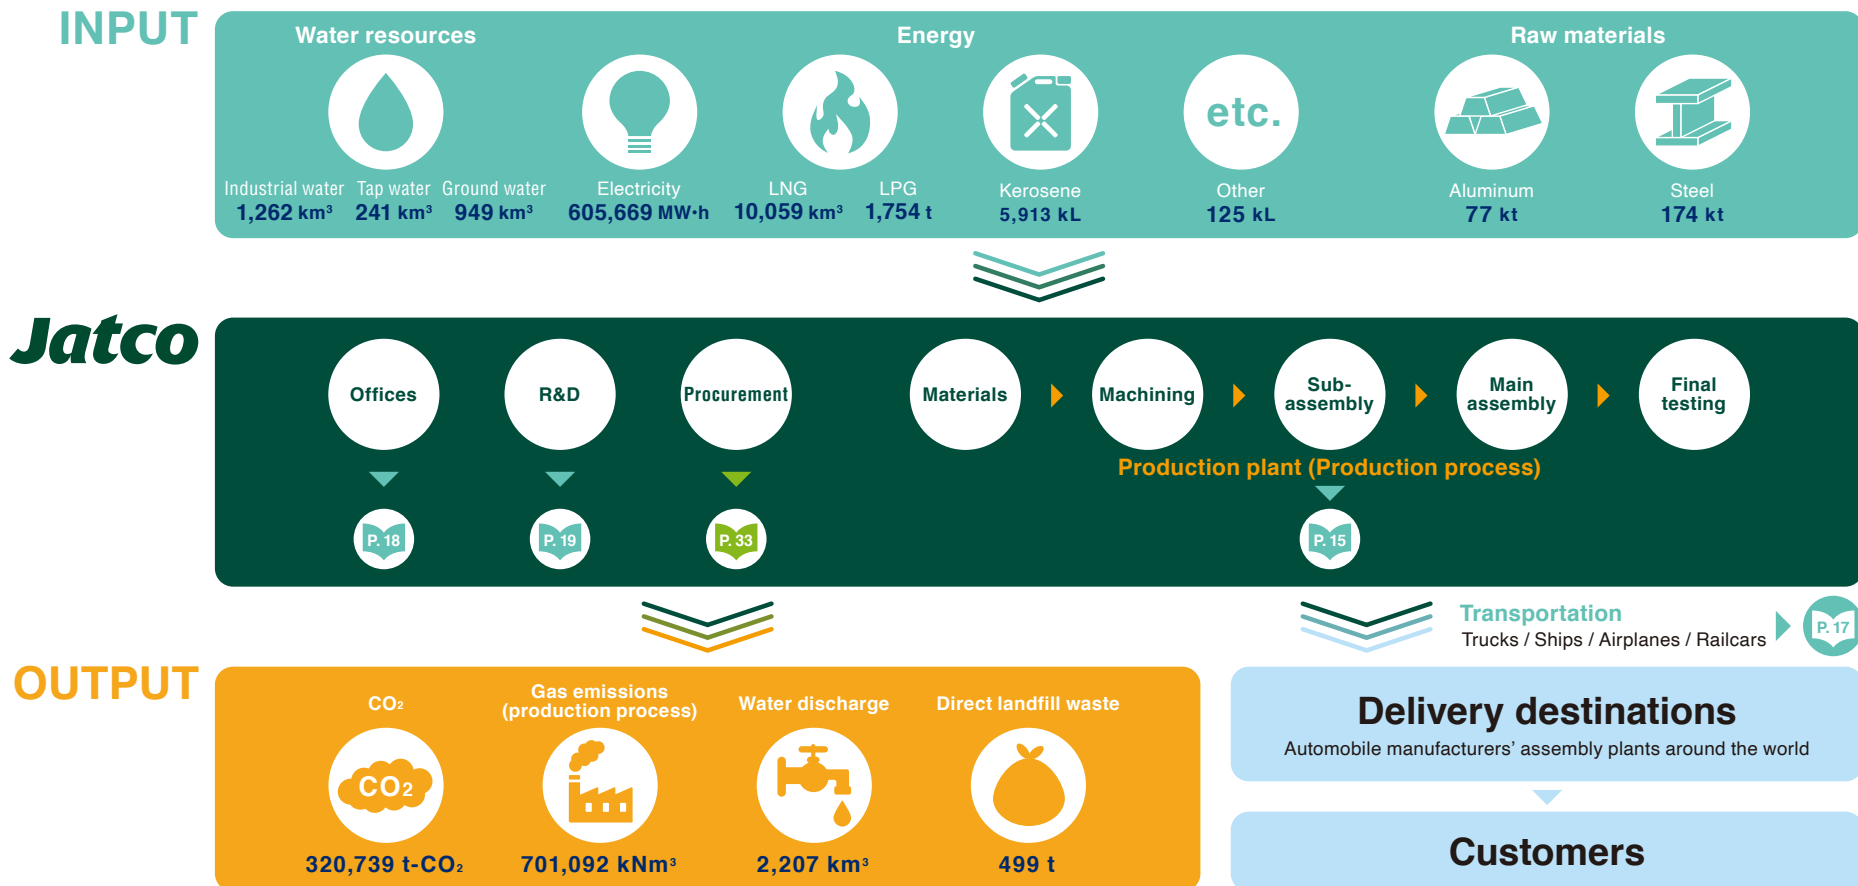 INPUT
Water resources
Energy
Raw materials
etc.
Industrial water
Tap water
Ground water
Electricity
LNG
LPG
Kerosene
Other
Aluminum
Steel
1,262 km³
241 km³
949 km³
605,669 MW·h
10,059 km³
1,754 t
5,913 kL
125 kL
77 kt
174 kt
Jatco
Offices
R&D
Procurement
Materials
Machining
Sub-
assembly
Main
assembly
Final
testing
Production plant (Production process)
P. 18
P. 19
P. 33
P. 15
Transportation
Trucks / Ships / Airplanes / Railcars
P. 17
OUTPUT
CO₂
Gas emissions
(production process)
Water discharge
Direct landfill waste
CO₂
320,739 t-CO₂
701,092 kNm³
2,207 km³
499 t
Delivery destinations
Automobile manufacturers’ assembly plants around the world
Customers